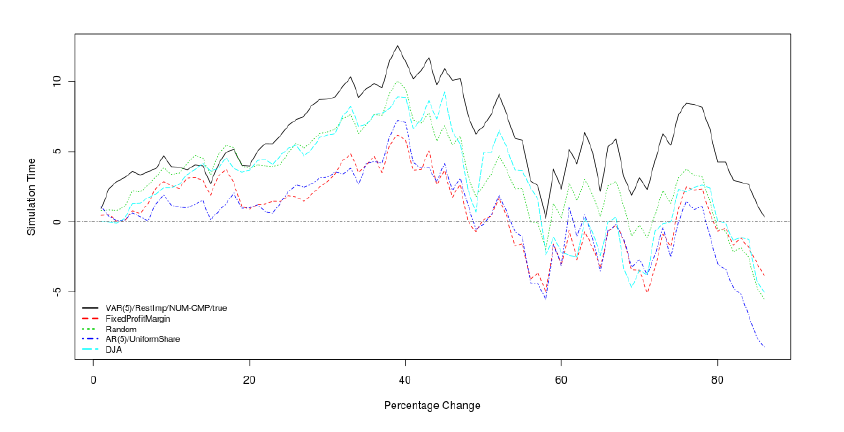 Simulation Time
10
5
0
-5
VAR(5)/RestImp/NUM-CMP/true
FixedProfitMargin
Random
AR(5)/UniformShare
DJA
0
20
40
60
80
Percentage Change